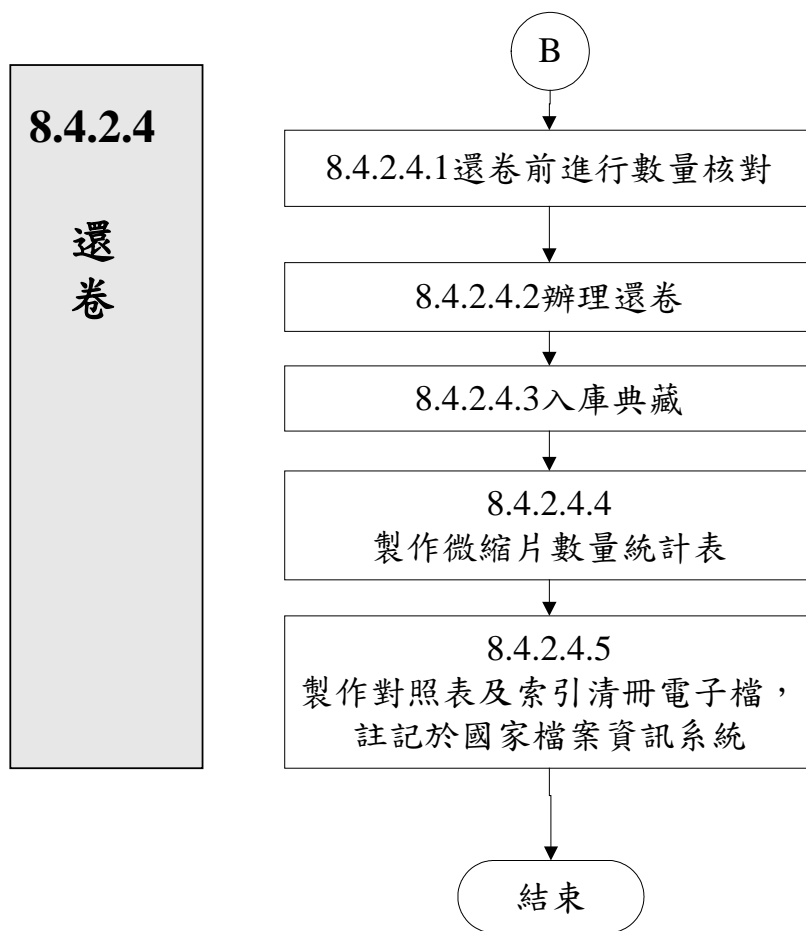 8.4.2.4
還
卷
B
8.4.2.4.1還卷前進行數量核對
8.4.2.4.2辦理還卷
8.4.2.4.3入庫典藏
8.4.2.4.4
製作微縮片數量統計表
8.4.2.4.5
製作對照表及索引清冊電子檔，
註記於國家檔案資訊系統
結束